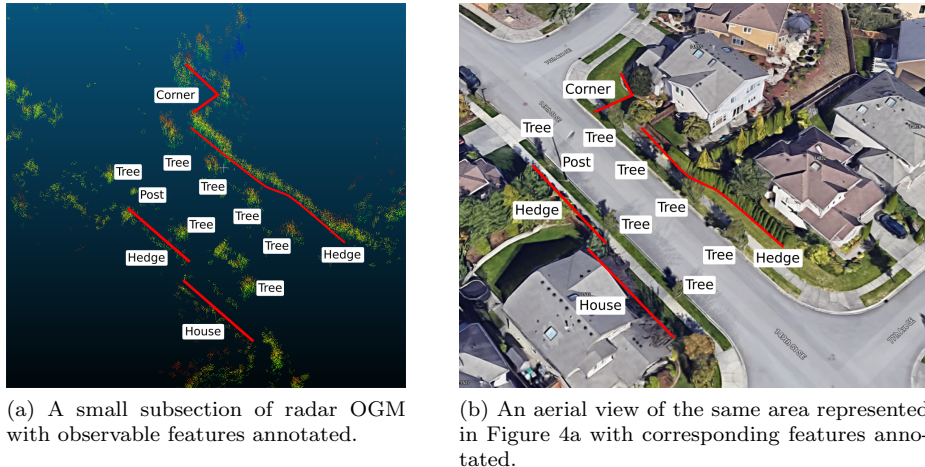 Corner
Tree
Tree
Tree
Post
Tree
Tree
Tree
Hedge
Hedge
Tree
House
Corner
Tree
Tree
Post
Tree
Tree
Hedge
Tree
Tree
Hedge
Tree
House
(a) A small subsection of radar OGM
with observable features annotated.
(b) An aerial view of the same area represented
in Figure 4a with corresponding features anno-
tated.